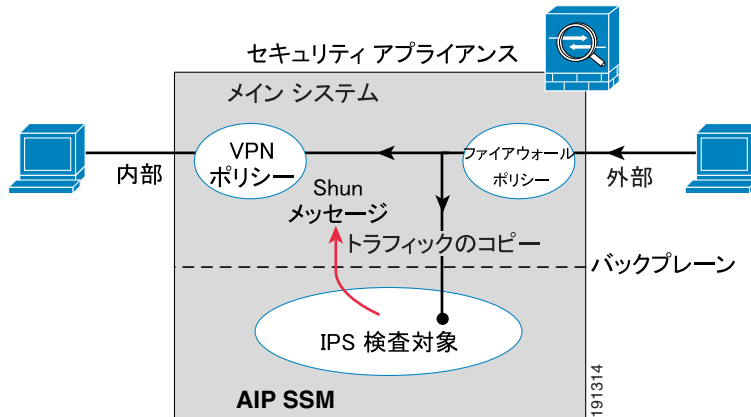 セキュリティ アプライアンス
メイン システム
VPN
ポリシー
ファイアウォール
ポリシー
内部
外部
Shun
メッセージ
トラフィックのコピー
バックプレーン
IPS 検査対象
AIP SSM
191314